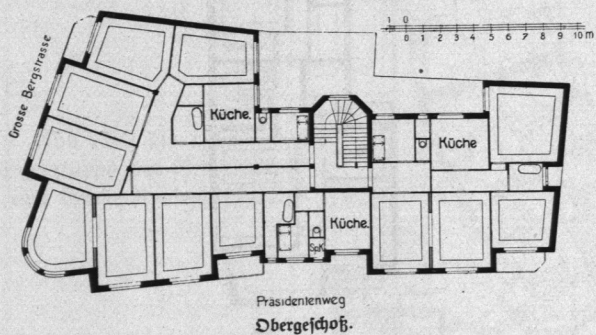 1 0
0 1 2 3 4 5 6 7 8 9 10 m
Grosse Bergstrasse
Küche.
Küche
Küche.
SpK.
Präsidentenweg
Obergeschoß.